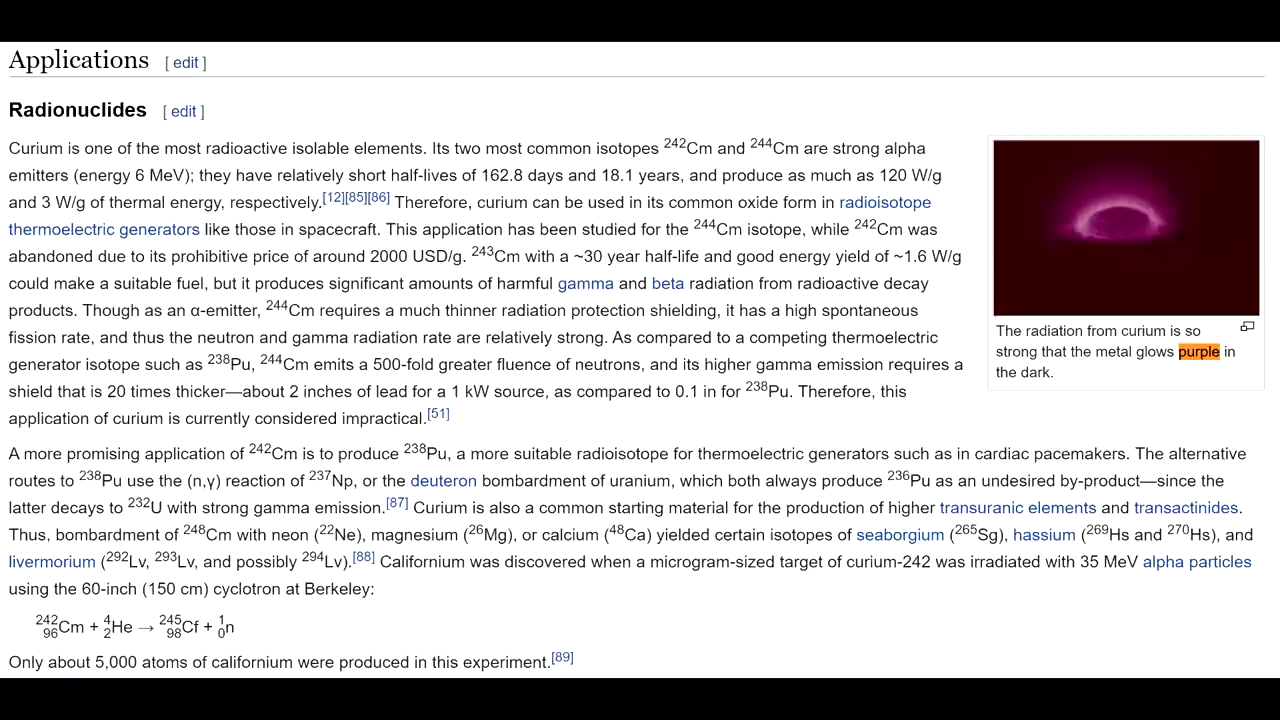 Applications [ edit ]
Radionuclides [ edit ]
Curium is one of the most radioactive isolable elements. Its two most common isotopes ²⁴²Cm and ²⁴⁴Cm are strong alpha
emitters (energy 6 MeV); they have relatively short half-lives of 162.8 days and 18.1 years, and produce as much as 120 W/g
and 3 W/g of thermal energy, respectively.[12][85][86] Therefore, curium can be used in its common oxide form in radioisotope
thermoelectric generators like those in spacecraft. This application has been studied for the ²⁴⁴Cm isotope, while ²⁴²Cm was
abandoned due to its prohibitive price of around 2000 USD/g. ²⁴³Cm with a ~30 year half-life and good energy yield of ~1.6 W/g
could make a suitable fuel, but it produces significant amounts of harmful gamma and beta radiation from radioactive decay
products. Though as an α-emitter, ²⁴⁴Cm requires a much thinner radiation protection shielding, it has a high spontaneous
fission rate, and thus the neutron and gamma radiation rate are relatively strong. As compared to a competing thermoelectric
generator isotope such as ²³⁸Pu, ²⁴⁴Cm emits a 500-fold greater fluence of neutrons, and its higher gamma emission requires a
shield that is 20 times thicker—about 2 inches of lead for a 1 kW source, as compared to 0.1 in for ²³⁸Pu. Therefore, this
application of curium is currently considered impractical.[51]
The radiation from curium is so
strong that the metal glows purple in
the dark.
A more promising application of ²⁴²Cm is to produce ²³⁸Pu, a more suitable radioisotope for thermoelectric generators such as in cardiac pacemakers. The alternative
routes to ²³⁸Pu use the (n,γ) reaction of ²³⁷Np, or the deuteron bombardment of uranium, which both always produce ²³⁶Pu as an undesired by-product—since the
latter decays to ²³²U with strong gamma emission.[87] Curium is also a common starting material for the production of higher transuranic elements and transactinides.
Thus, bombardment of ²⁴⁸Cm with neon (²²Ne), magnesium (²⁶Mg), or calcium (⁴⁸Ca) yielded certain isotopes of seaborgium (²⁶⁵Sg), hassium (²⁶⁹Hs and ²⁷⁰Hs), and
livermorium (²⁹²Lv, ²⁹³Lv, and possibly ²⁹⁴Lv).[88] Californium was discovered when a microgram-sized target of curium-242 was irradiated with 35 MeV alpha particles
using the 60-inch (150 cm) cyclotron at Berkeley:
²⁴²₉₆Cm + ⁴₂He → ²⁴⁵₉₈Cf + ¹₀n
Only about 5,000 atoms of californium were produced in this experiment.[89]